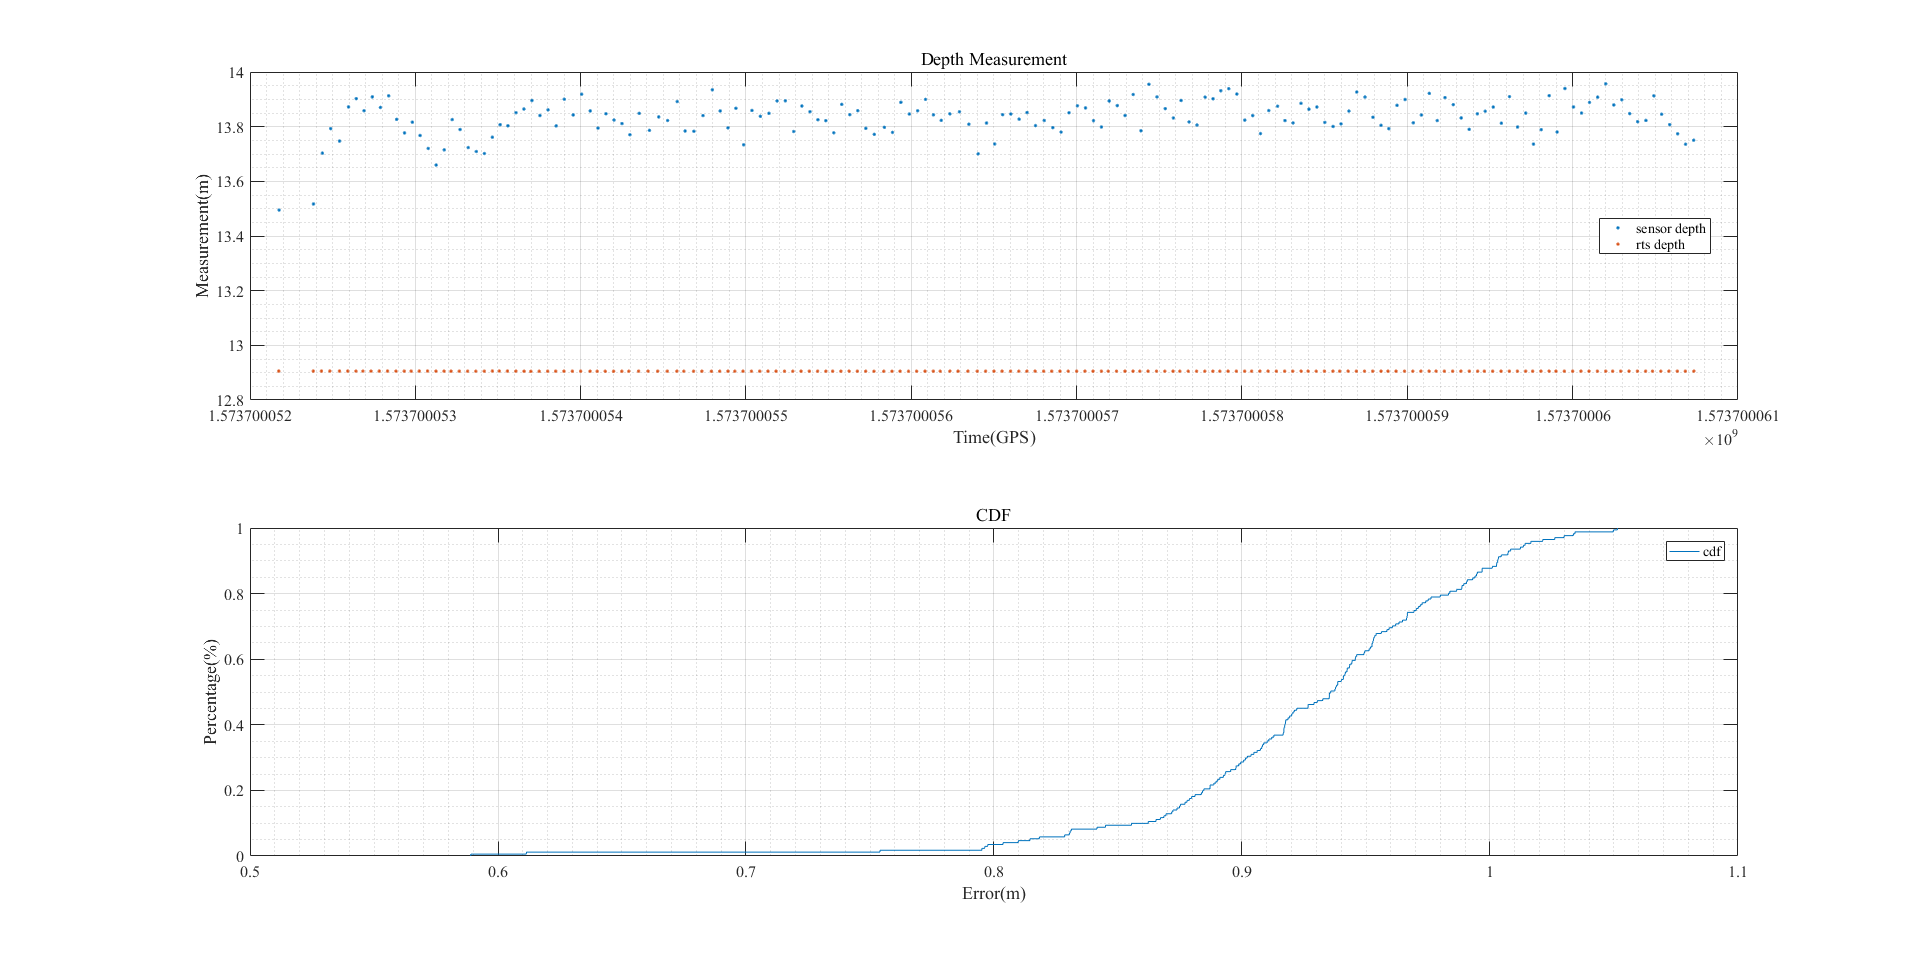 Depth Measurement
14
13.8
13.6
13.4
13.2
13
12.8
Measurement(m)
sensor depth
rts depth
1.573700052 1.573700053 1.573700054 1.573700055 1.573700056 1.573700057 1.573700058 1.573700059 1.57370006 1.573700061
Time(GPS)
×10^9
CDF
1
0.8
0.6
0.4
0.2
0
Percentage(%)
cdf
0.5 0.6 0.7 0.8 0.9 1 1.1
Error(m)